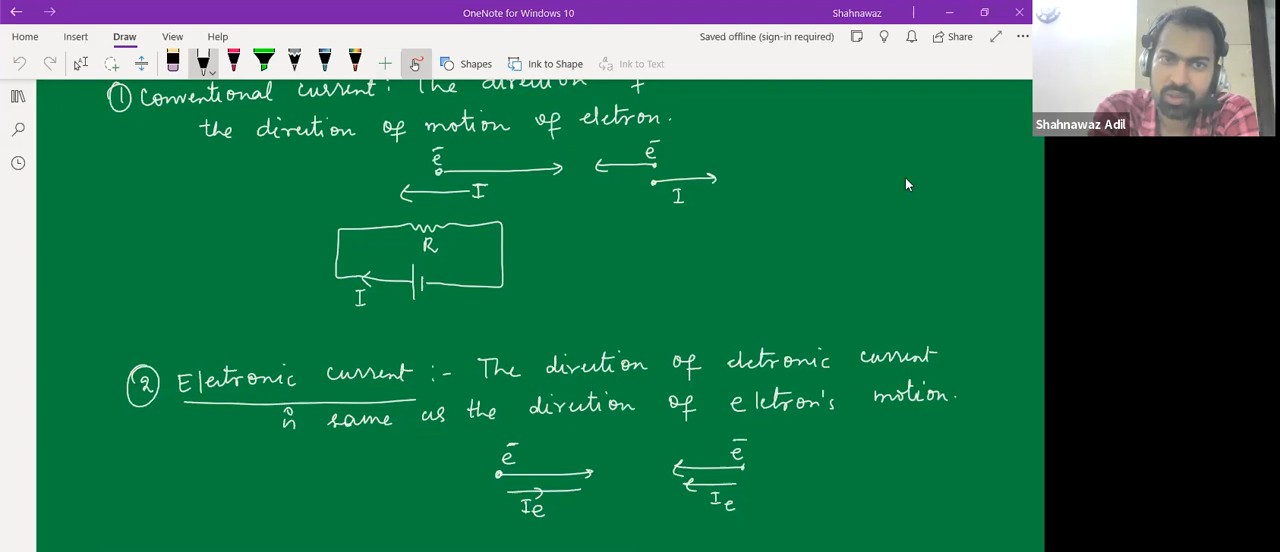 OneNote for Windows 10
Shahnawaz
Home Insert Draw View Help
Saved offline (sign-in required)
Share
Shapes
Ink to Shape
Ink to Text
Shahnawaz Adil
① Conventional current: The direction of
the direction of motion of eletron.
e̅
e̅
I
I
R
I
② Electronic current :- The direction of eletronic current
is same as the direction of eletron's motion.
e̅
e̅
Ie
Ie